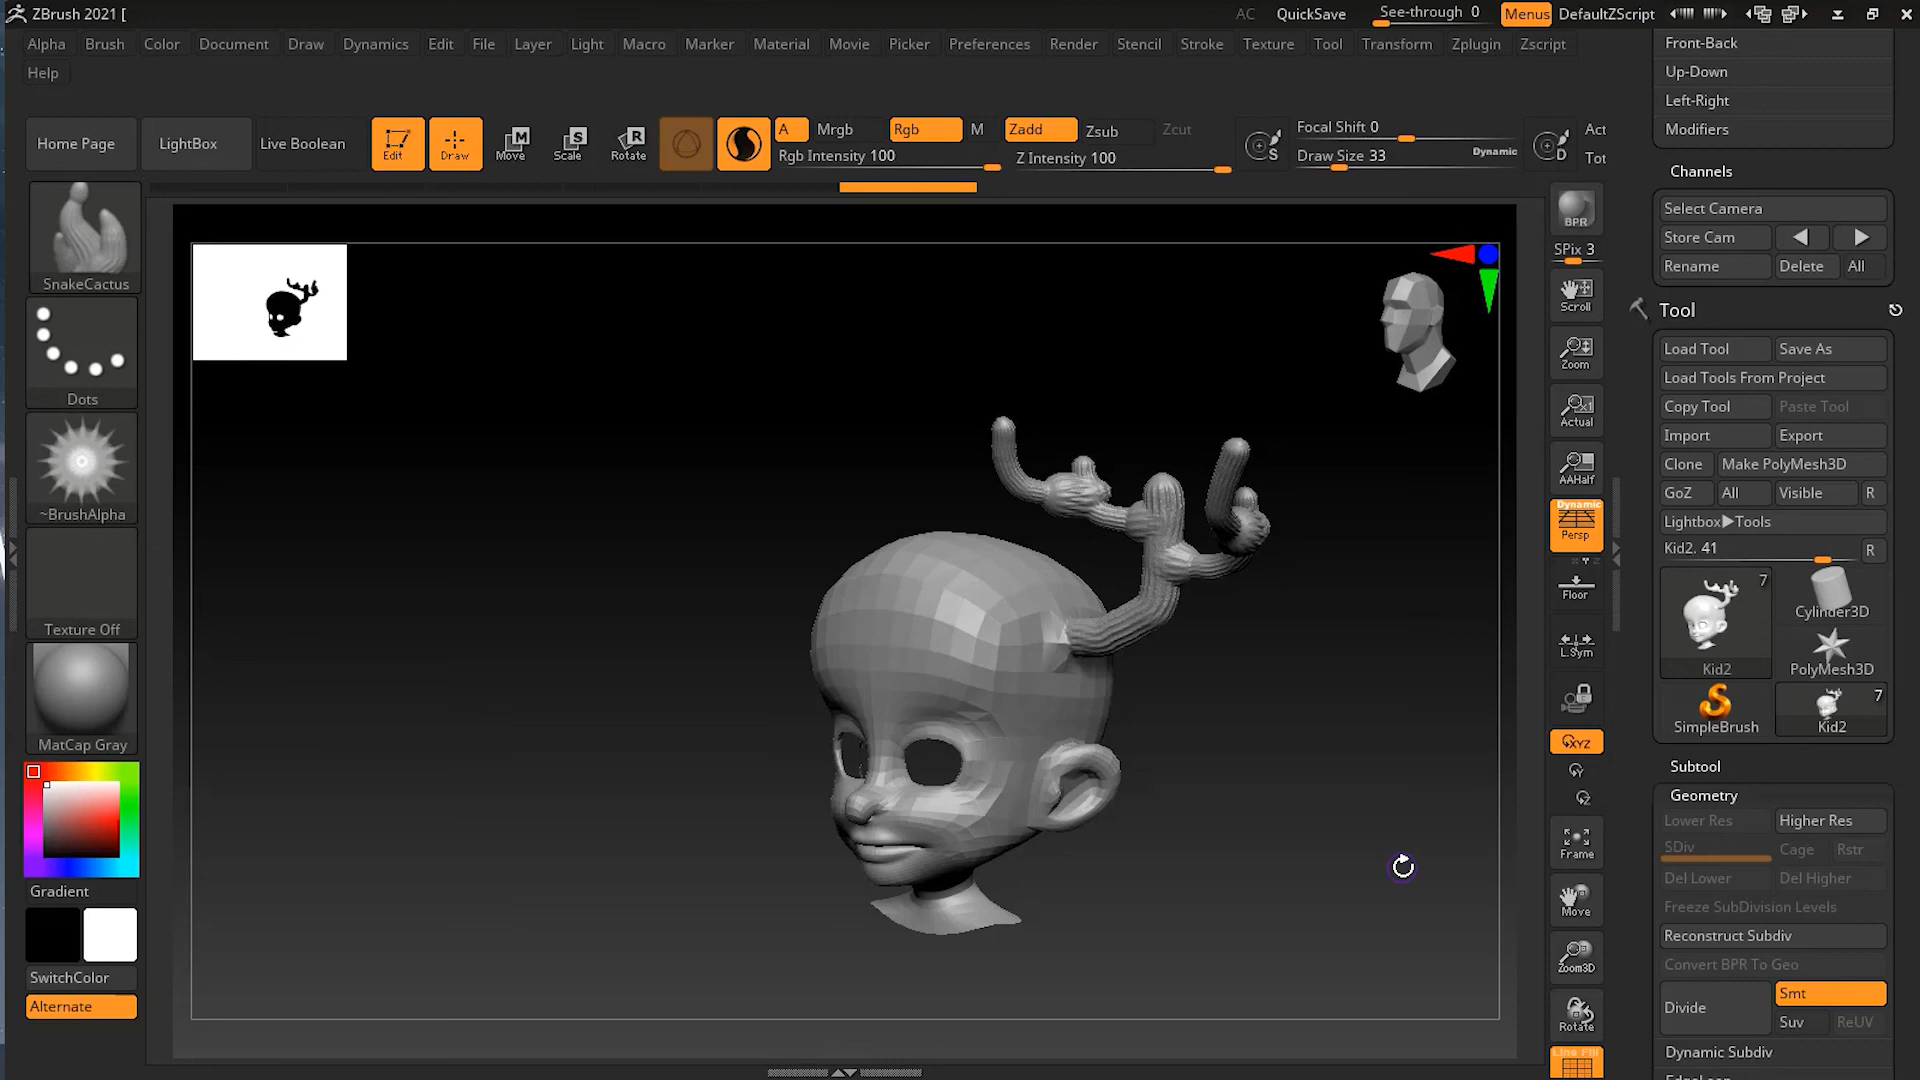 ZBrush 2021 [
AC QuickSave See-through 0 Menus DefaultZScript
Alpha Brush Color Document Draw Dynamics Edit File Layer Light Macro Marker Material Movie Picker Preferences Render Stencil Stroke Texture Tool Transform Zplugin Zscript
Help
Home Page LightBox Live Boolean
Edit Draw Move Scale Rotate
M S R
A Mrgb Rgb M Zadd Zsub Zcut
Rgb Intensity 100 Z Intensity 100
S Focal Shift 0
Draw Size 33 Dynamic
D Act
Tot
SnakeCactus
Dots
~BrushAlpha
Texture Off
MatCap Gray
Gradient
SwitchColor
Alternate
BPR
SPix 3
Scroll
Zoom
Actual
AAHalf
Dynamic
Persp
Floor
L.Sym
XYZ
Y
Z
Frame
Move
Zoom3D
Rotate
Line Fill
Front-Back
Up-Down
Left-Right
Modifiers
Channels
Select Camera
Store Cam
Rename Delete All
Tool
Load Tool Save As
Load Tools From Project
Copy Tool Paste Tool
Import Export
Clone Make PolyMesh3D
GoZ All Visible R
Lightbox▶Tools
Kid2. 41 R
7
Kid2 Cylinder3D
PolyMesh3D
SimpleBrush 7
Kid2
Subtool
Geometry
Lower Res Higher Res
SDiv Cage Rstr
Del Lower Del Higher
Freeze SubDivision Levels
Reconstruct Subdiv
Convert BPR To Geo
Divide Smt
Suv ReUV
Dynamic Subdiv